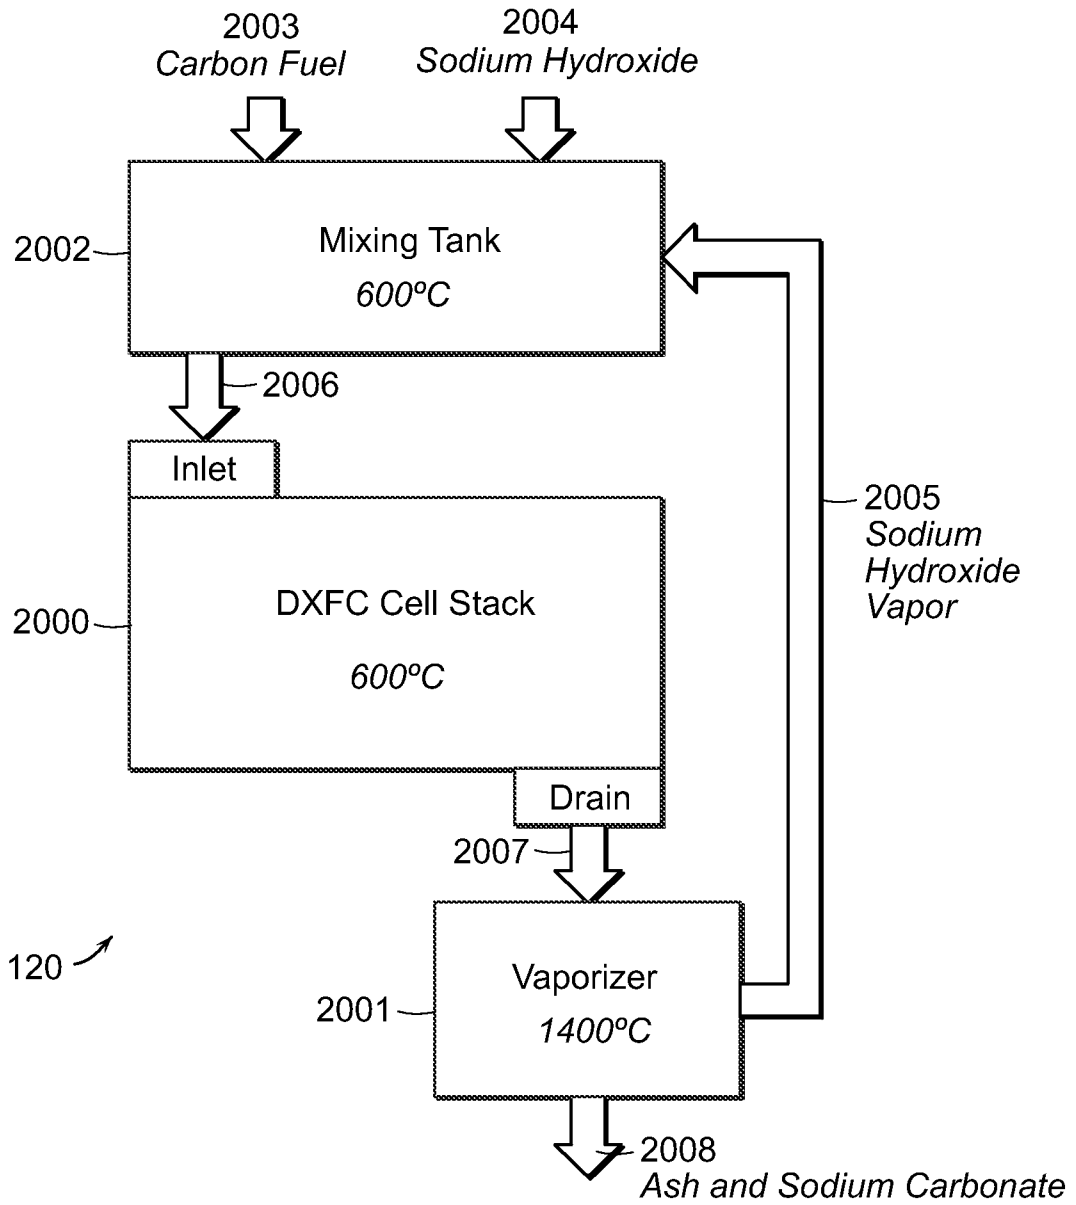 2003
Carbon Fuel
2004
Sodium Hydroxide
2002
Mixing Tank
600ºC
2006
Inlet
2005
Sodium
Hydroxide
Vapor
2000
DXFC Cell Stack
600ºC
Drain
2007
120
2001
Vaporizer
1400ºC
2008
Ash and Sodium Carbonate